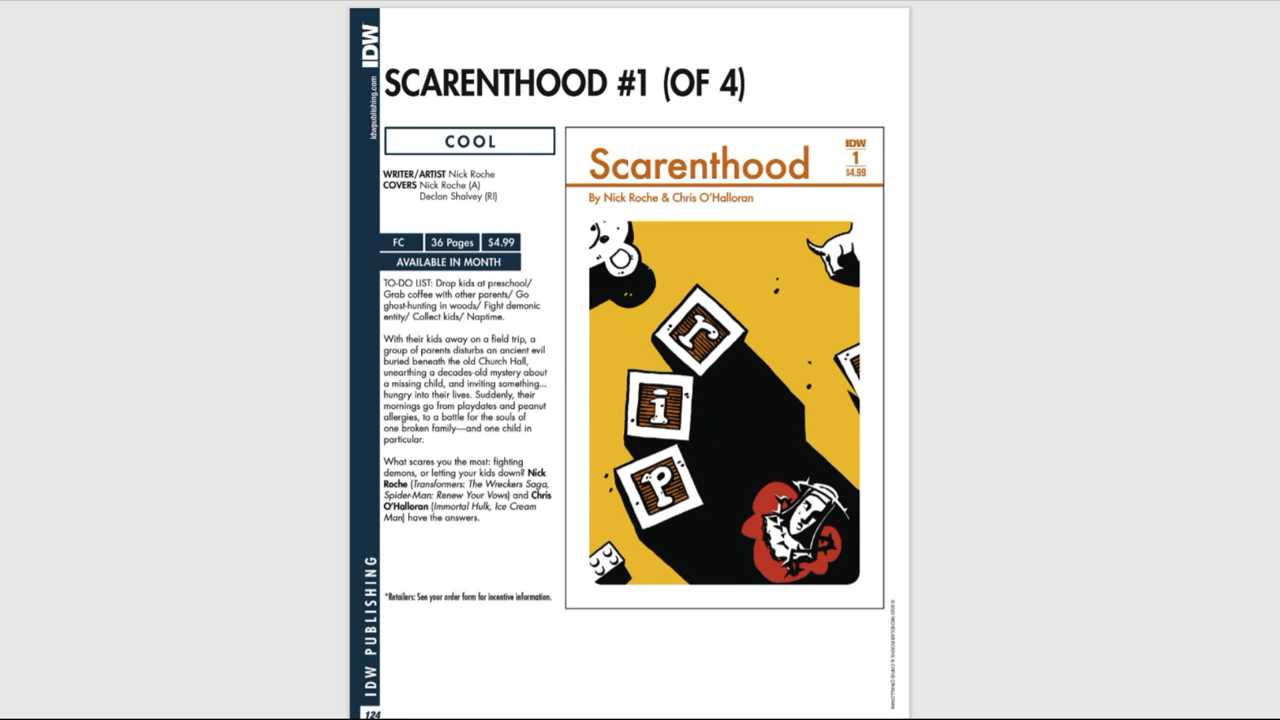 IDW
idwpublishing.com
SCARENTHOOD #1 (OF 4)
COOL
WRITER/ARTIST Nick Roche
COVERS Nick Roche (A)
Declan Shalvey (RI)
FC 36 Pages $4.99
AVAILABLE IN MONTH
TO-DO LIST: Drop kids at preschool/
Grab coffee with other parents/ Go
ghost-hunting in woods/ Fight demonic
entity/ Collect kids/ Naptime.
With their kids away on a field trip, a
group of parents disturbs an ancient evil
buried beneath the old Church Hall,
unearthing a decades-old mystery about
a missing child, and inviting something...
hungry into their lives. Suddenly, their
mornings go from playdates and peanut
allergies, to a battle for the souls of
one broken family—and one child in
particular.
What scares you the most: fighting
demons, or letting your kids down? Nick
Roche (Transformers: The Wreckers Saga,
Spider-Man: Renew Your Vows) and Chris
O'Halloran (Immortal Hulk, Ice Cream
Man) have the answers.
*Retailers: See your order form for incentive information.
IDW PUBLISHING
124
Scarenthood
IDW
1
$4.99
By Nick Roche & Chris O'Halloran
r
i
p